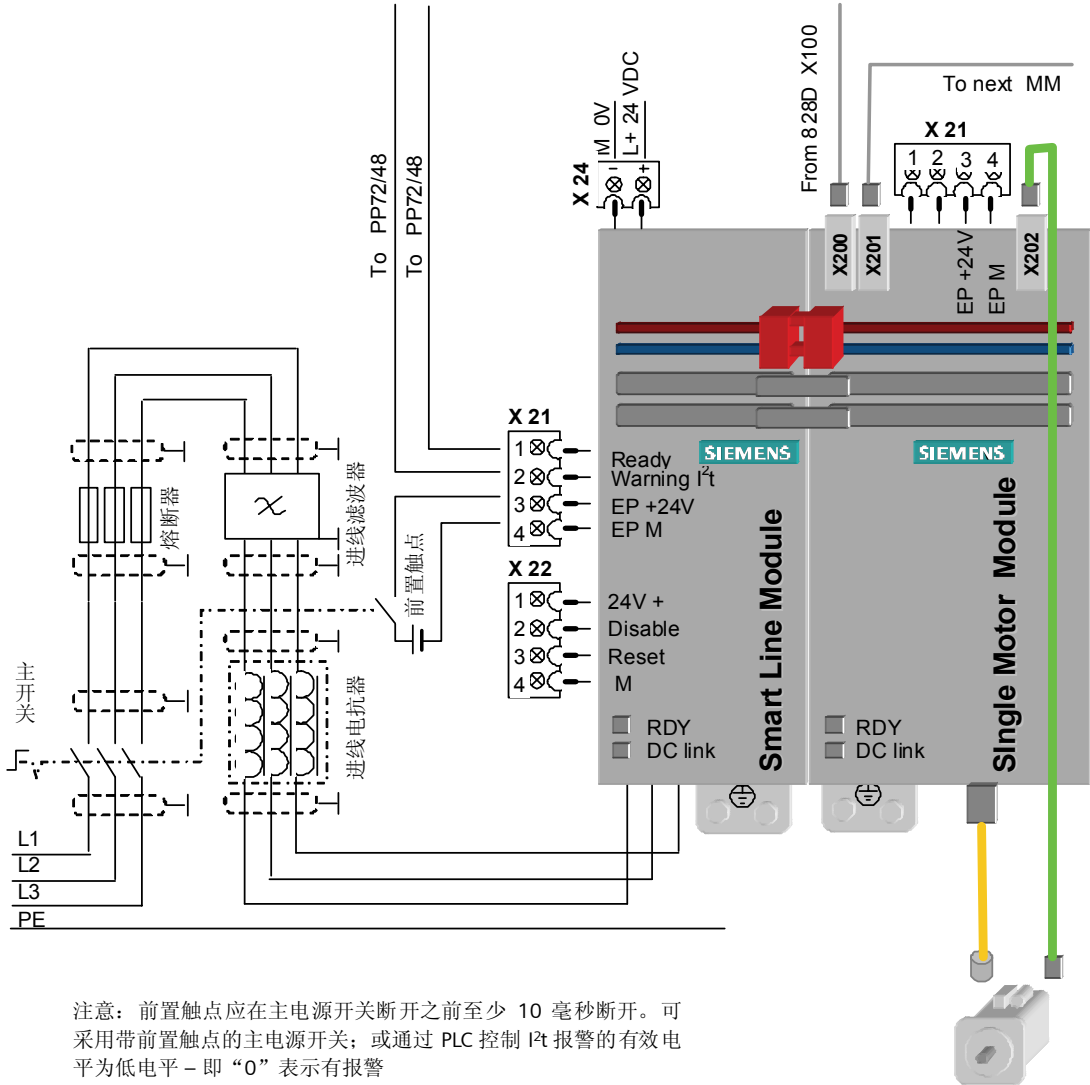 From 828D X100
To next MM
X 21
1 2 3 4
M 0V
L+ 24 VDC
X 24
- +
To PP72/48
To PP72/48
X200
X201
EP +24V
EP M
X202
X 21
1 Ready
2 Warning I²t
3 EP +24V
4 EP M
SIEMENS
SIEMENS
熔断器
进线滤波器
前置触点
X 22
1 24V +
2 Disable
3 Reset
4 M
Smart Line Module
SIngle Motor Module
主开关
进线电抗器
RDY
DC link
RDY
DC link
L1
L2
L3
PE
注意：前置触点应在主电源开关断开之前至少 10 毫秒断开。可
采用带前置触点的主电源开关；或通过 PLC 控制 I²t 报警的有效电
平为低电平 – 即“0”表示有报警